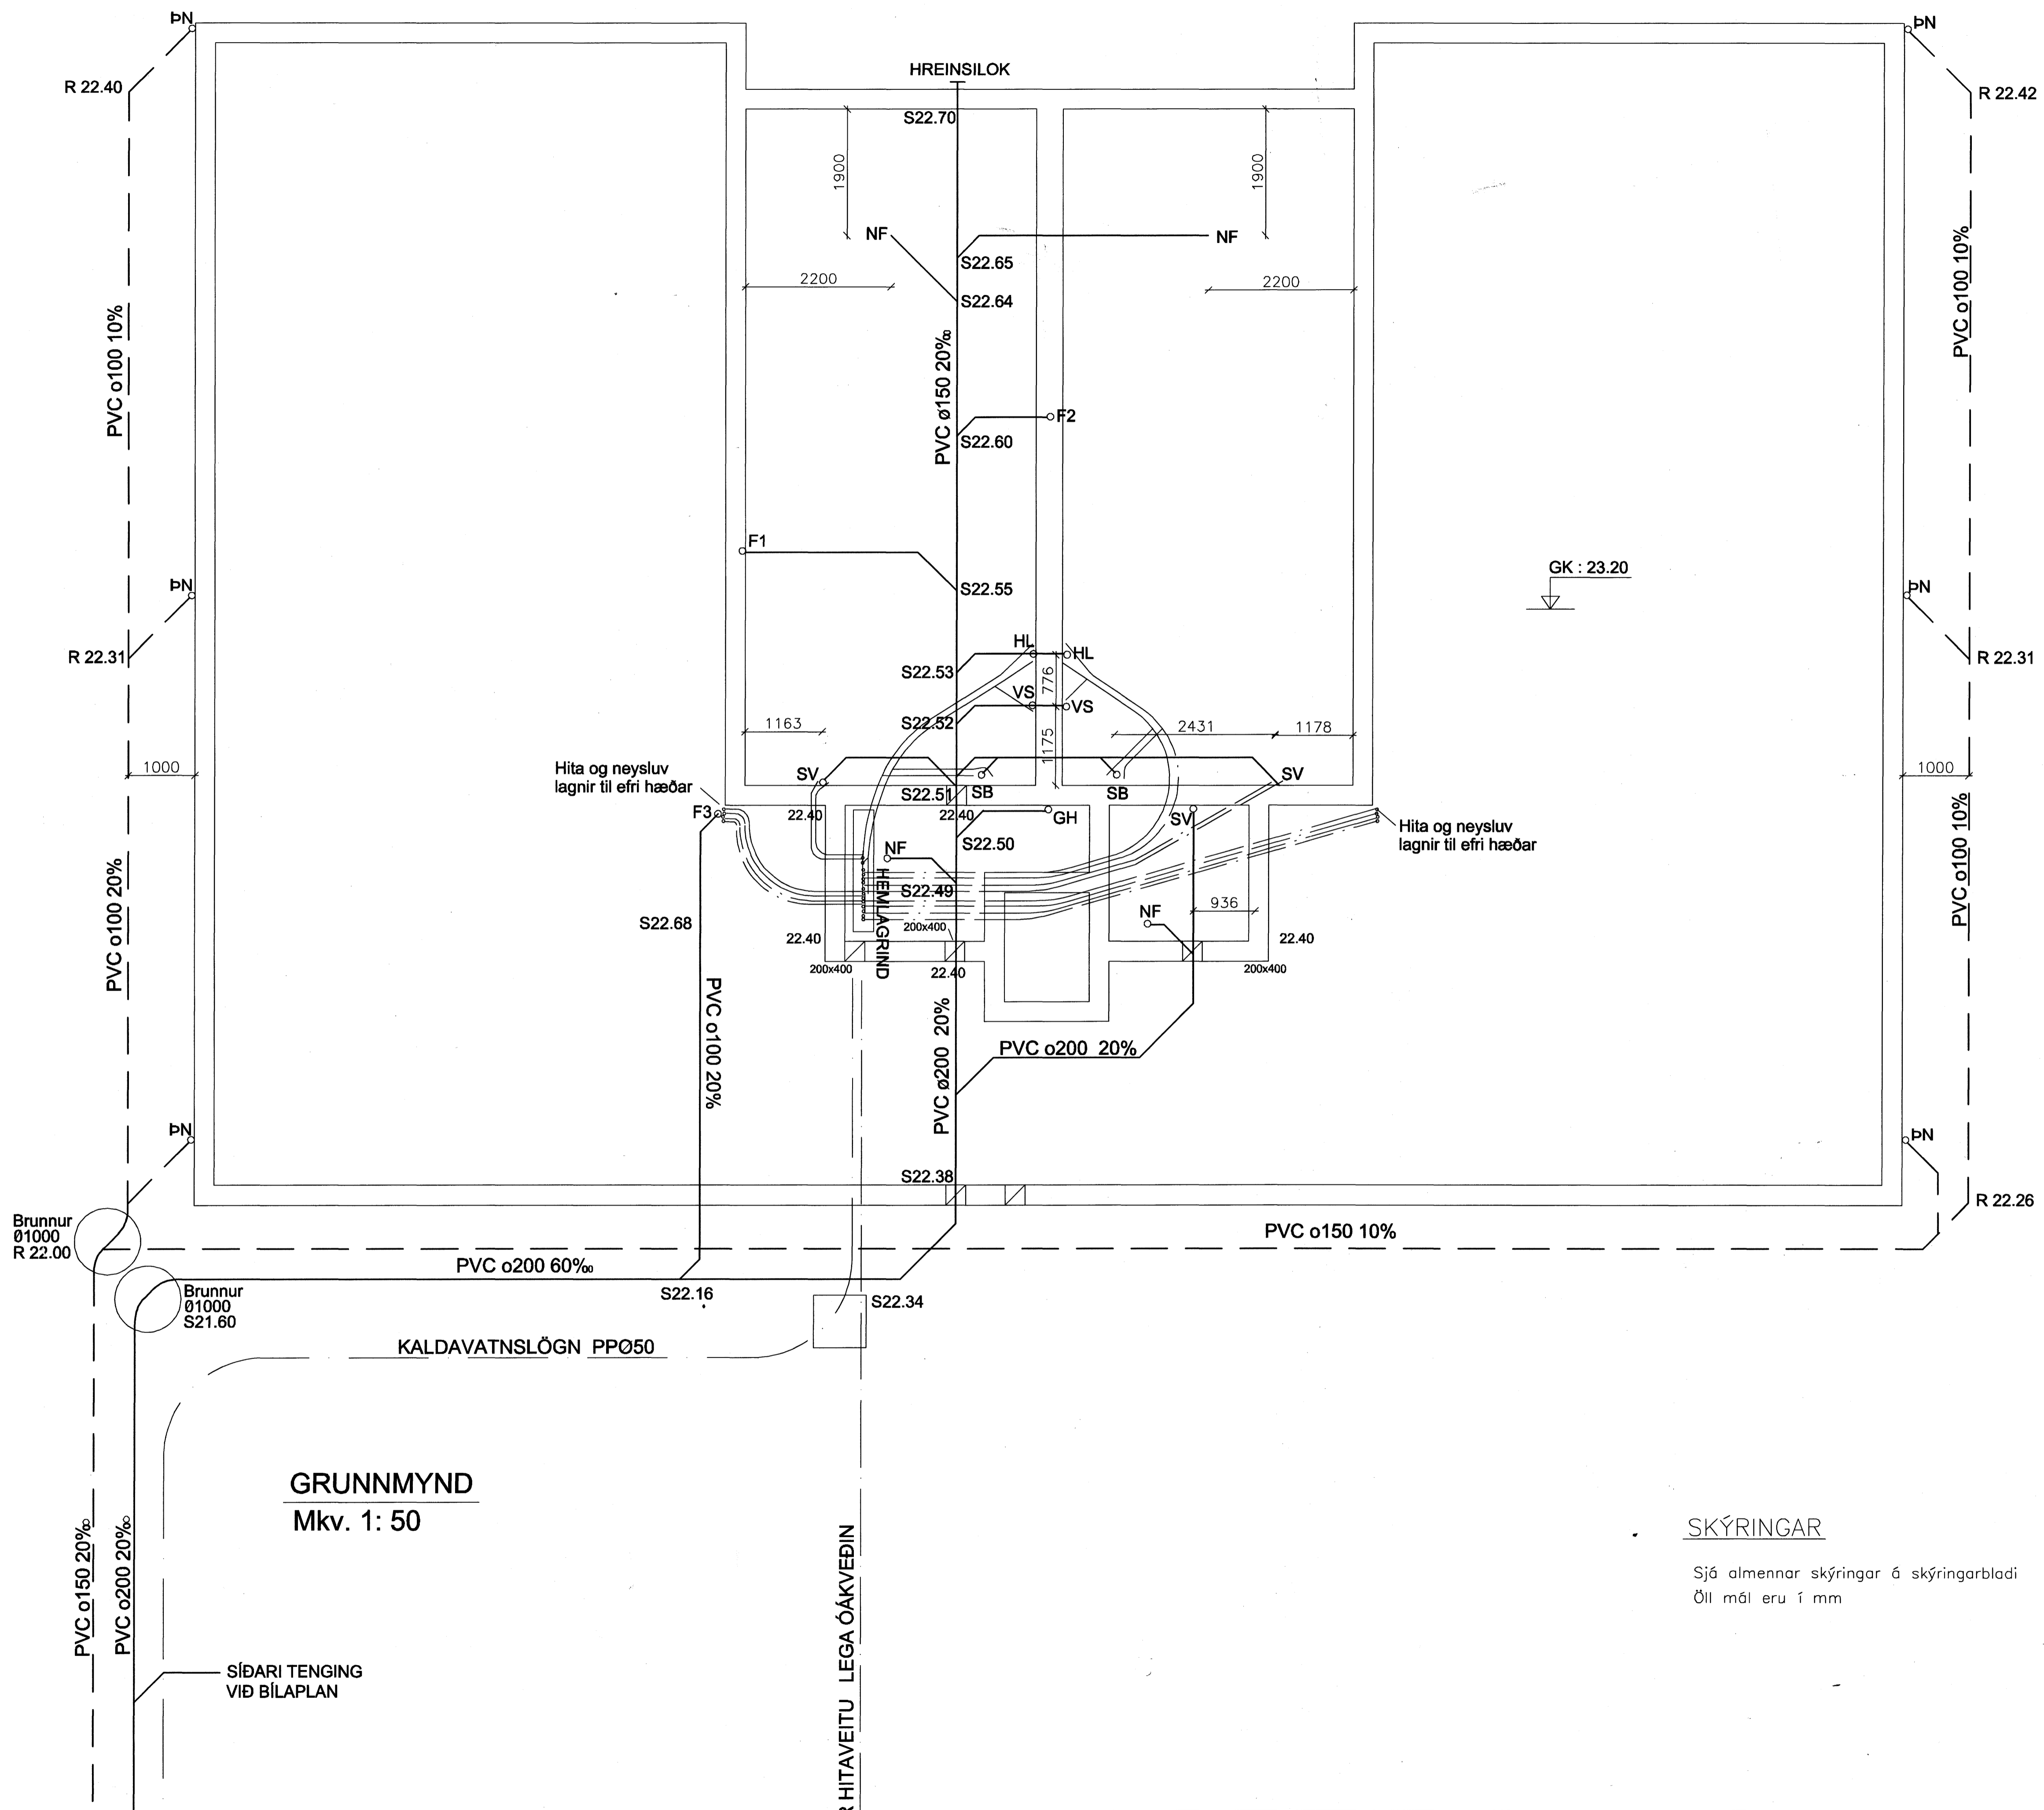 ÞN
ÞN
R 22.40
HREINSILOK
R 22.42
S22.70
1900
1900
NF
NF
S22.65
2200
2200
S22.64
PVC o100 10%
PVC ø150 20‰
PVC o100 10%
F2
S22.60
F1
GK : 23.20
ÞN
S22.55
ÞN
R 22.31
HL
HL
R 22.31
S22.53
776
VS
VS
S22.52
1163
1175
2431
1178
1000
Hita og neysluv
lagnir til efri hæðar
SV
SV
1000
S22.51
SB
SB
F3
22.40
22.40
GH
SV
Hita og neysluv
lagnir til efri hæðar
S22.50
NF
PVC o100 20%
HEMLAGRIND
S22.49
PVC o100 10%
936
S22.68
NF
200x400
22.40
22.40
200x400
22.40
200x400
PVC o100 20%
PVC ø200 20%
PVC o200 20%
ÞN
ÞN
S22.38
R 22.26
Brunnur
Ø1000
R 22.00
PVC o150 10%
PVC o200 60‰
Brunnur
Ø1000
S21.60
S22.16
S22.34
KALDAVATNSLÖGN PPØ50
GRUNNMYND
Mkv. 1: 50
PVC o150 20‰
PVC o200 20‰
SÍÐARI TENGING
VIÐ BÍLAPLAN
R HITAVEITU LEGA ÓÁKVEÐIN
SKÝRINGAR
Sjá almennar skýringar á skýringarbladi
Öll mál eru í mm